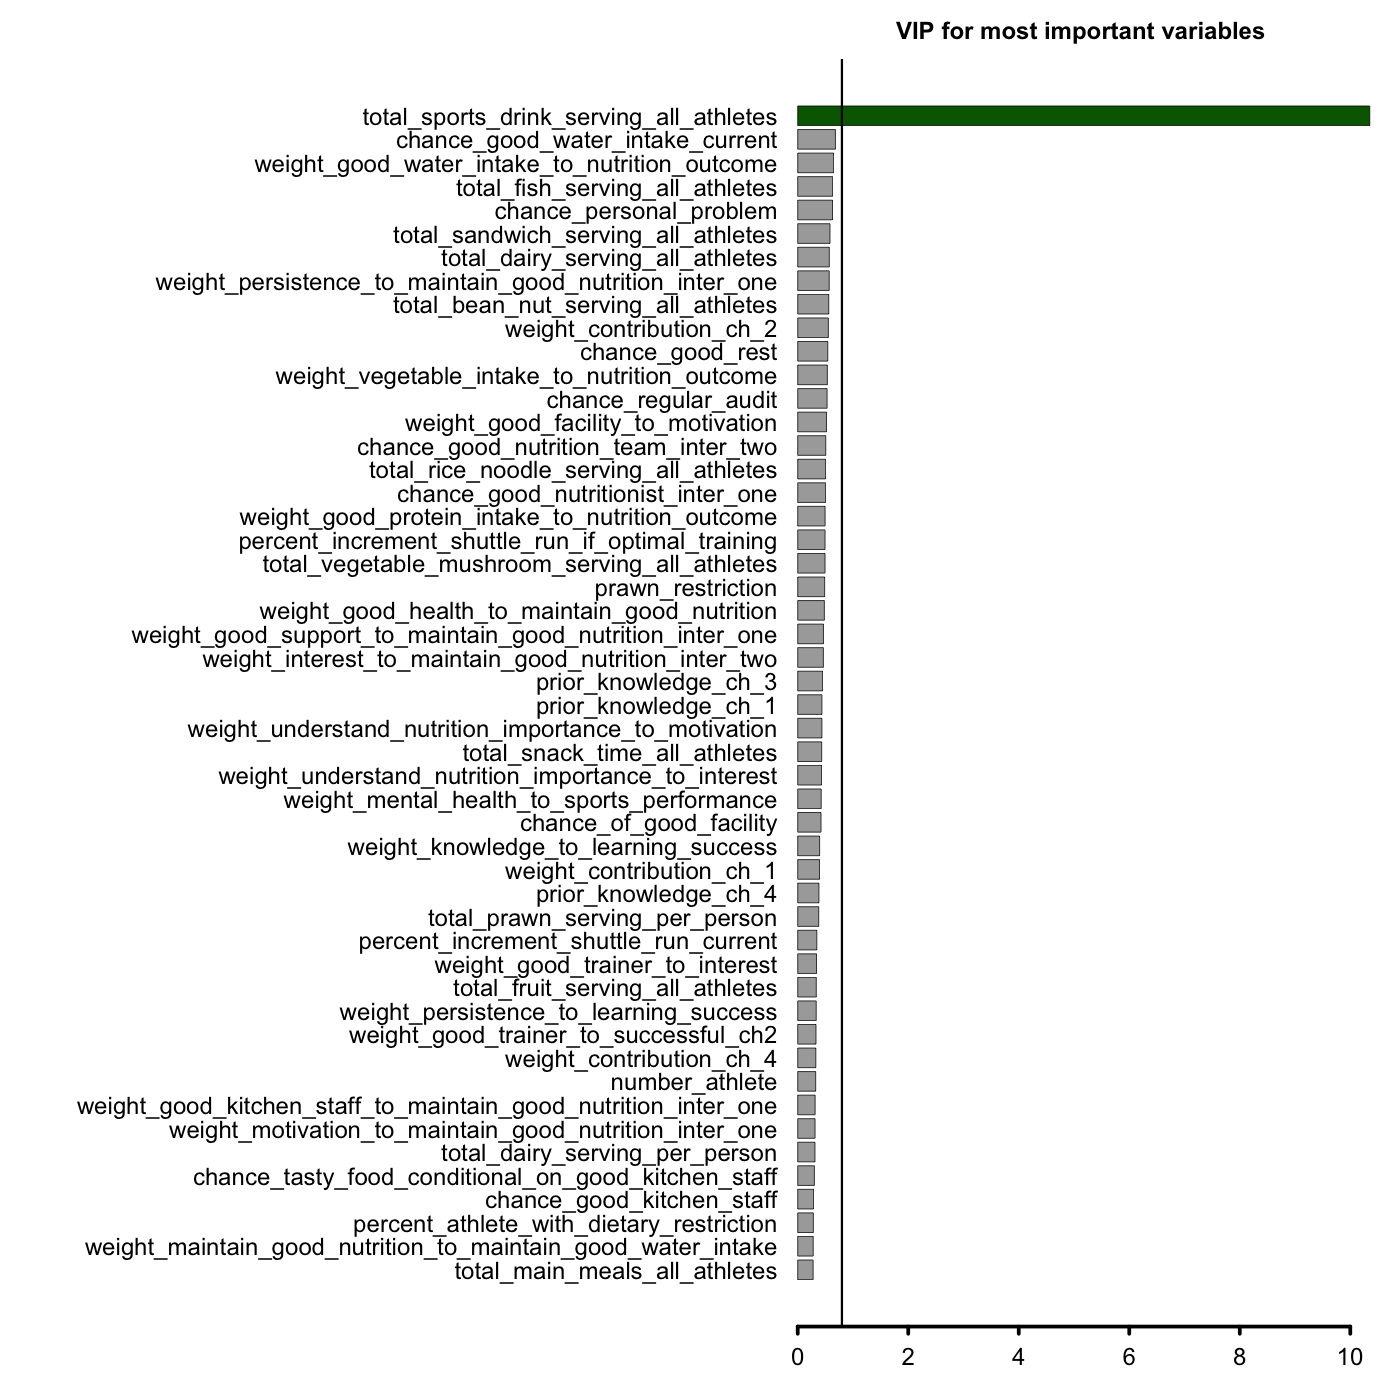 VIP for most important variables
total_sports_drink_serving_all_athletes
chance_good_water_intake_current
weight_good_water_intake_to_nutrition_outcome
total_fish_serving_all_athletes
chance_personal_problem
total_sandwich_serving_all_athletes
total_dairy_serving_all_athletes
weight_persistence_to_maintain_good_nutrition_inter_one
total_bean_nut_serving_all_athletes
weight_contribution_ch_2
chance_good_rest
weight_vegetable_intake_to_nutrition_outcome
chance_regular_audit
weight_good_facility_to_motivation
chance_good_nutrition_team_inter_two
total_rice_noodle_serving_all_athletes
chance_good_nutritionist_inter_one
weight_good_protein_intake_to_nutrition_outcome
percent_increment_shuttle_run_if_optimal_training
total_vegetable_mushroom_serving_all_athletes
prawn_restriction
weight_good_health_to_maintain_good_nutrition
weight_good_support_to_maintain_good_nutrition_inter_one
weight_interest_to_maintain_good_nutrition_inter_two
prior_knowledge_ch_3
prior_knowledge_ch_1
weight_understand_nutrition_importance_to_motivation
total_snack_time_all_athletes
weight_understand_nutrition_importance_to_interest
weight_mental_health_to_sports_performance
chance_of_good_facility
weight_knowledge_to_learning_success
weight_contribution_ch_1
prior_knowledge_ch_4
total_prawn_serving_per_person
percent_increment_shuttle_run_current
weight_good_trainer_to_interest
total_fruit_serving_all_athletes
weight_persistence_to_learning_success
weight_good_trainer_to_successful_ch2
weight_contribution_ch_4
number_athlete
weight_good_kitchen_staff_to_maintain_good_nutrition_inter_one
weight_motivation_to_maintain_good_nutrition_inter_one
total_dairy_serving_per_person
chance_tasty_food_conditional_on_good_kitchen_staff
chance_good_kitchen_staff
percent_athlete_with_dietary_restriction
weight_maintain_good_nutrition_to_maintain_good_water_intake
total_main_meals_all_athletes
0 2 4 6 8 10